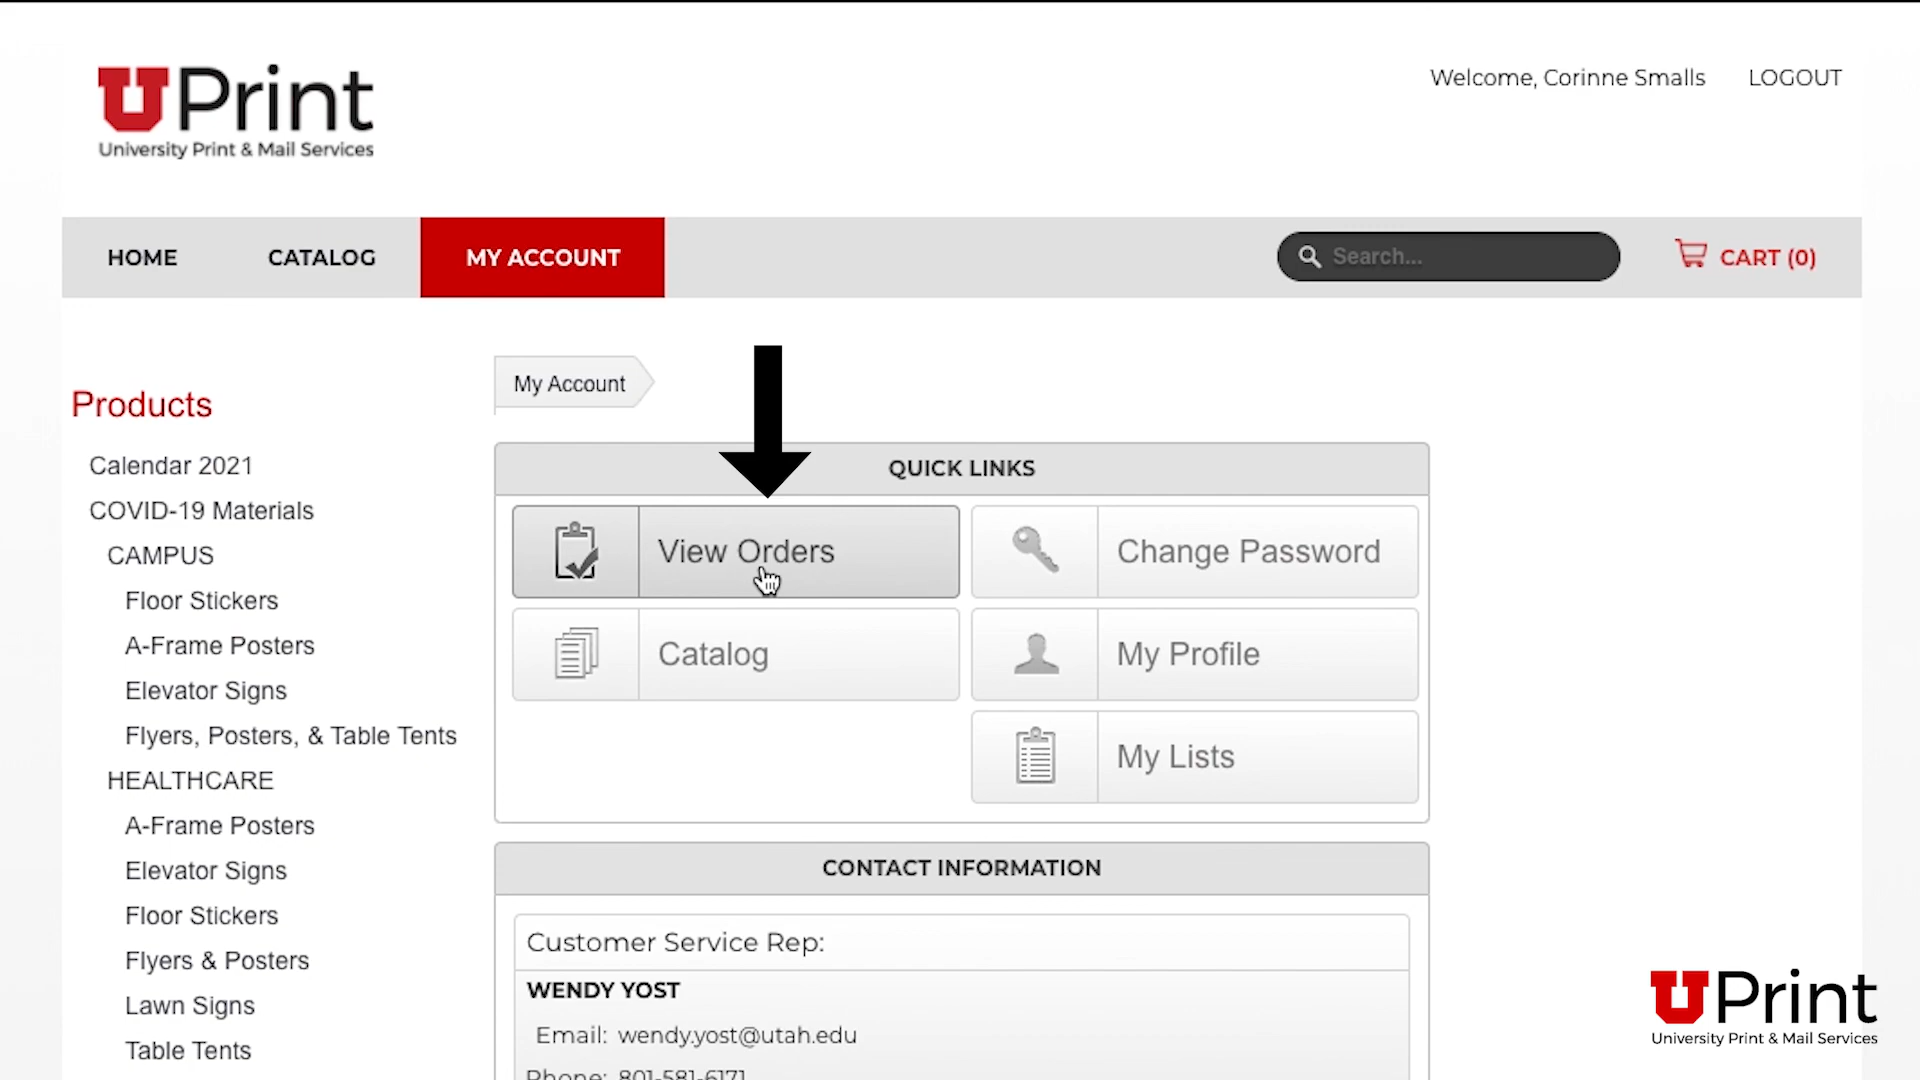 UPrint
University Print & Mail Services
Welcome, Corinne Smalls LOGOUT
HOME CATALOG MY ACCOUNT Search... CART (0)
My Account
Products
Calendar 2021
COVID-19 Materials
CAMPUS
Floor Stickers
A-Frame Posters
Elevator Signs
Flyers, Posters, & Table Tents
HEALTHCARE
A-Frame Posters
Elevator Signs
Floor Stickers
Flyers & Posters
Lawn Signs
Table Tents
QUICK LINKS
View Orders Change Password
Catalog My Profile
My Lists
CONTACT INFORMATION
Customer Service Rep:
WENDY YOST
Email: wendy.yost@utah.edu
Phone: 801-581-6171
UPrint
University Print & Mail Services